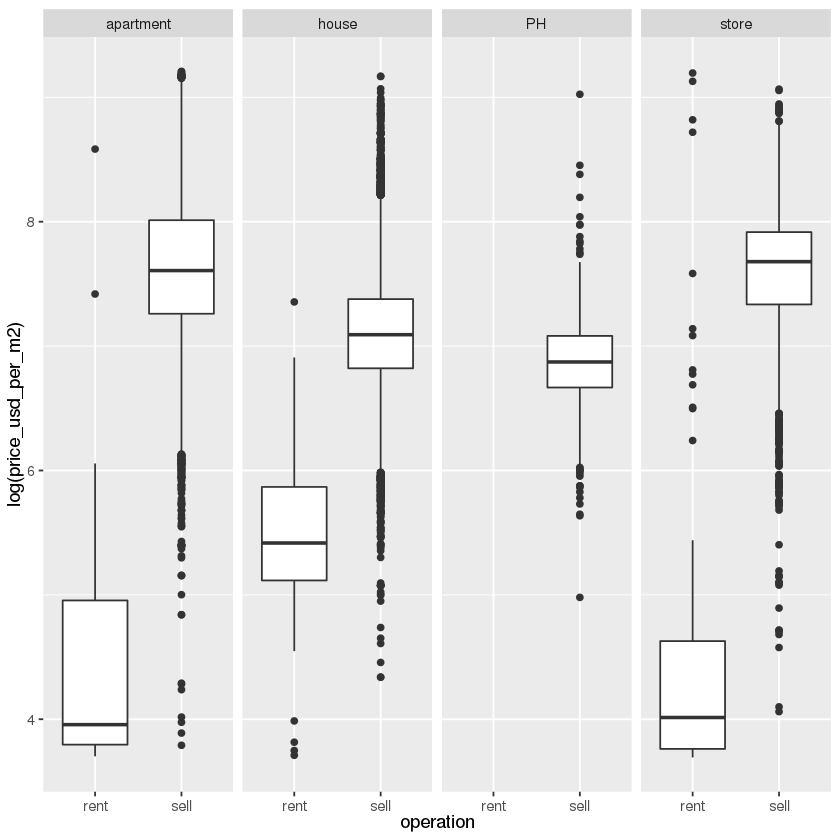 apartment house PH store
log(price_usd_per_m2)
8
6
4
rent sell rent sell rent sell rent sell
operation